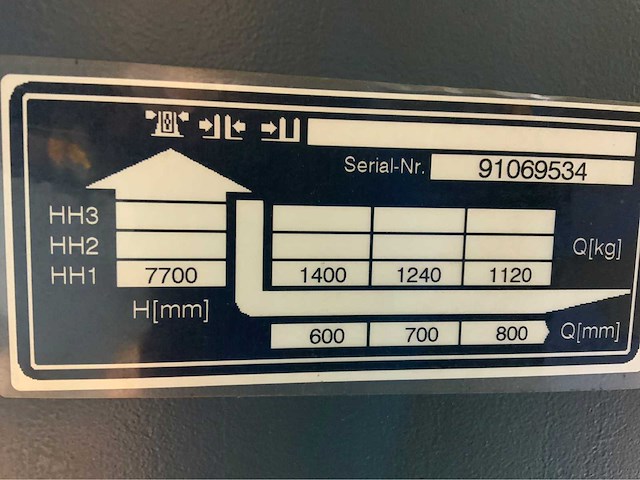 Serial-Nr. 91069534
HH3
HH2 Q[kg]
HH1 7700 1400 1240 1120
H[mm]
600 700 800 Q[mm]